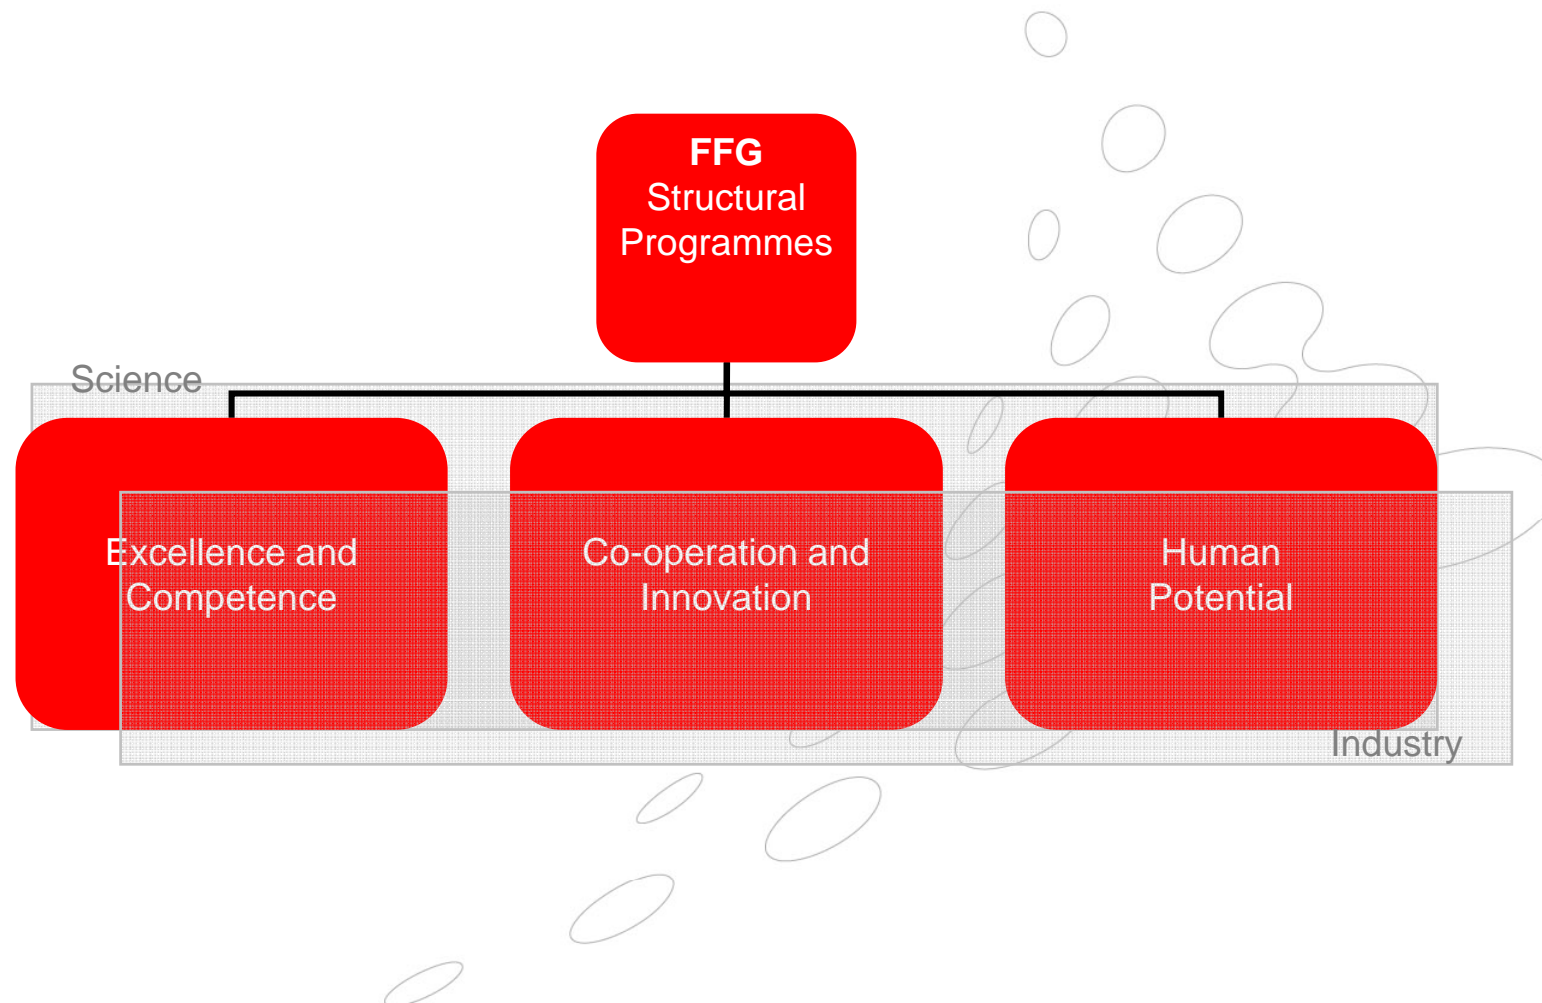 FFG
Structural
Programmes
Science
Excellence and
Competence
Co-operation and
Innovation
Human
Potential
Industry